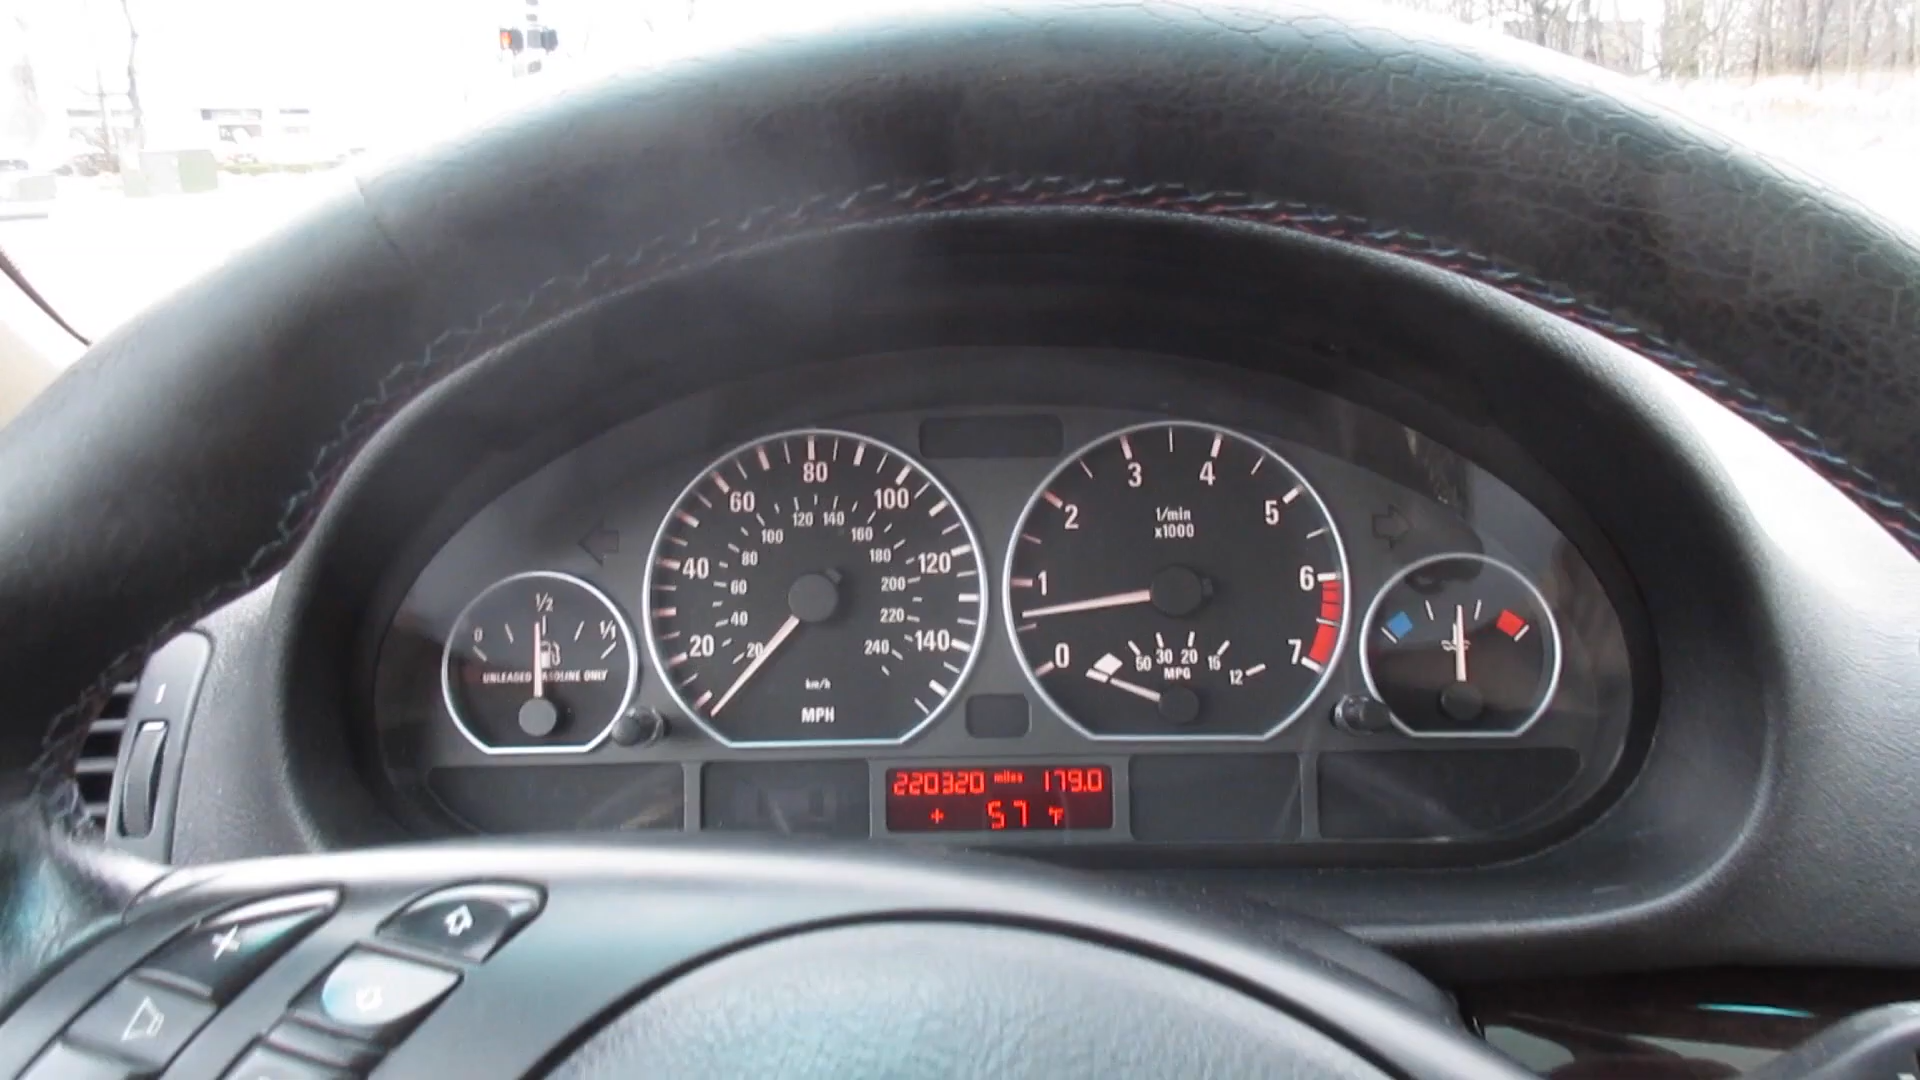 0 1/2 1/1
UNLEADED GASOLINE ONLY
20 40 60 80 100 120 140
20 40 60 80 100 120 140 160 180 200 220 240
km/h
MPH
0 1 2 3 4 5 6 7
1/min
x1000
50 30 20 15 12
MPG
220320 miles 179.0
+ 57 °F